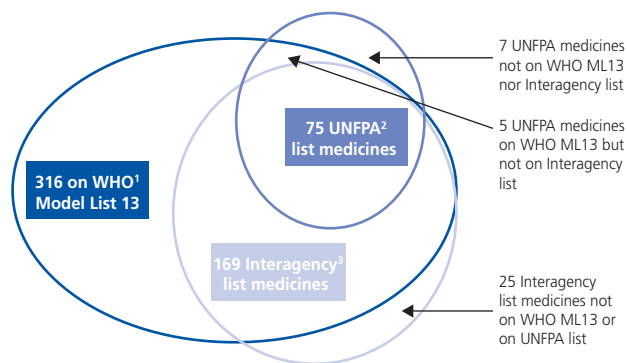 7 UNFPA medicines
not on WHO ML13
nor Interagency list
75 UNFPA²
list medicines
5 UNFPA medicines
on WHO ML13 but
not on Interagency
list
316 on WHO¹
Model List 13
169 Interagency³
list medicines
25 Interagency
list medicines not
on WHO ML13 or
on UNFPA list